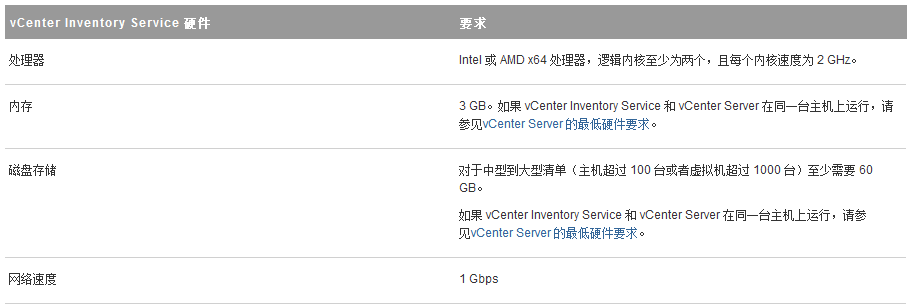 vCenter Inventory Service 硬件 要求
处理器 Intel 或 AMD x64 处理器，逻辑内核至少为两个，且每个内核速度为 2 GHz。
内存 3 GB。如果 vCenter Inventory Service 和 vCenter Server 在同一台主机上运行，请
参见vCenter Server 的最低硬件要求。
磁盘存储 对于中型到大型清单（主机超过 100 台或者虚拟机超过 1000 台）至少需要 60
GB。
如果 vCenter Inventory Service 和 vCenter Server 在同一台主机上运行，请参
见vCenter Server 的最低硬件要求。
网络速度 1 Gbps